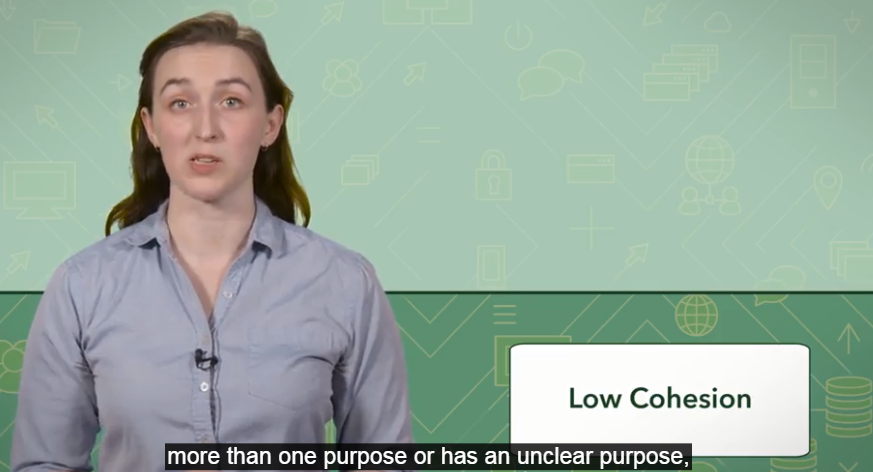 Low Cohesion
more than one purpose or has an unclear purpose,